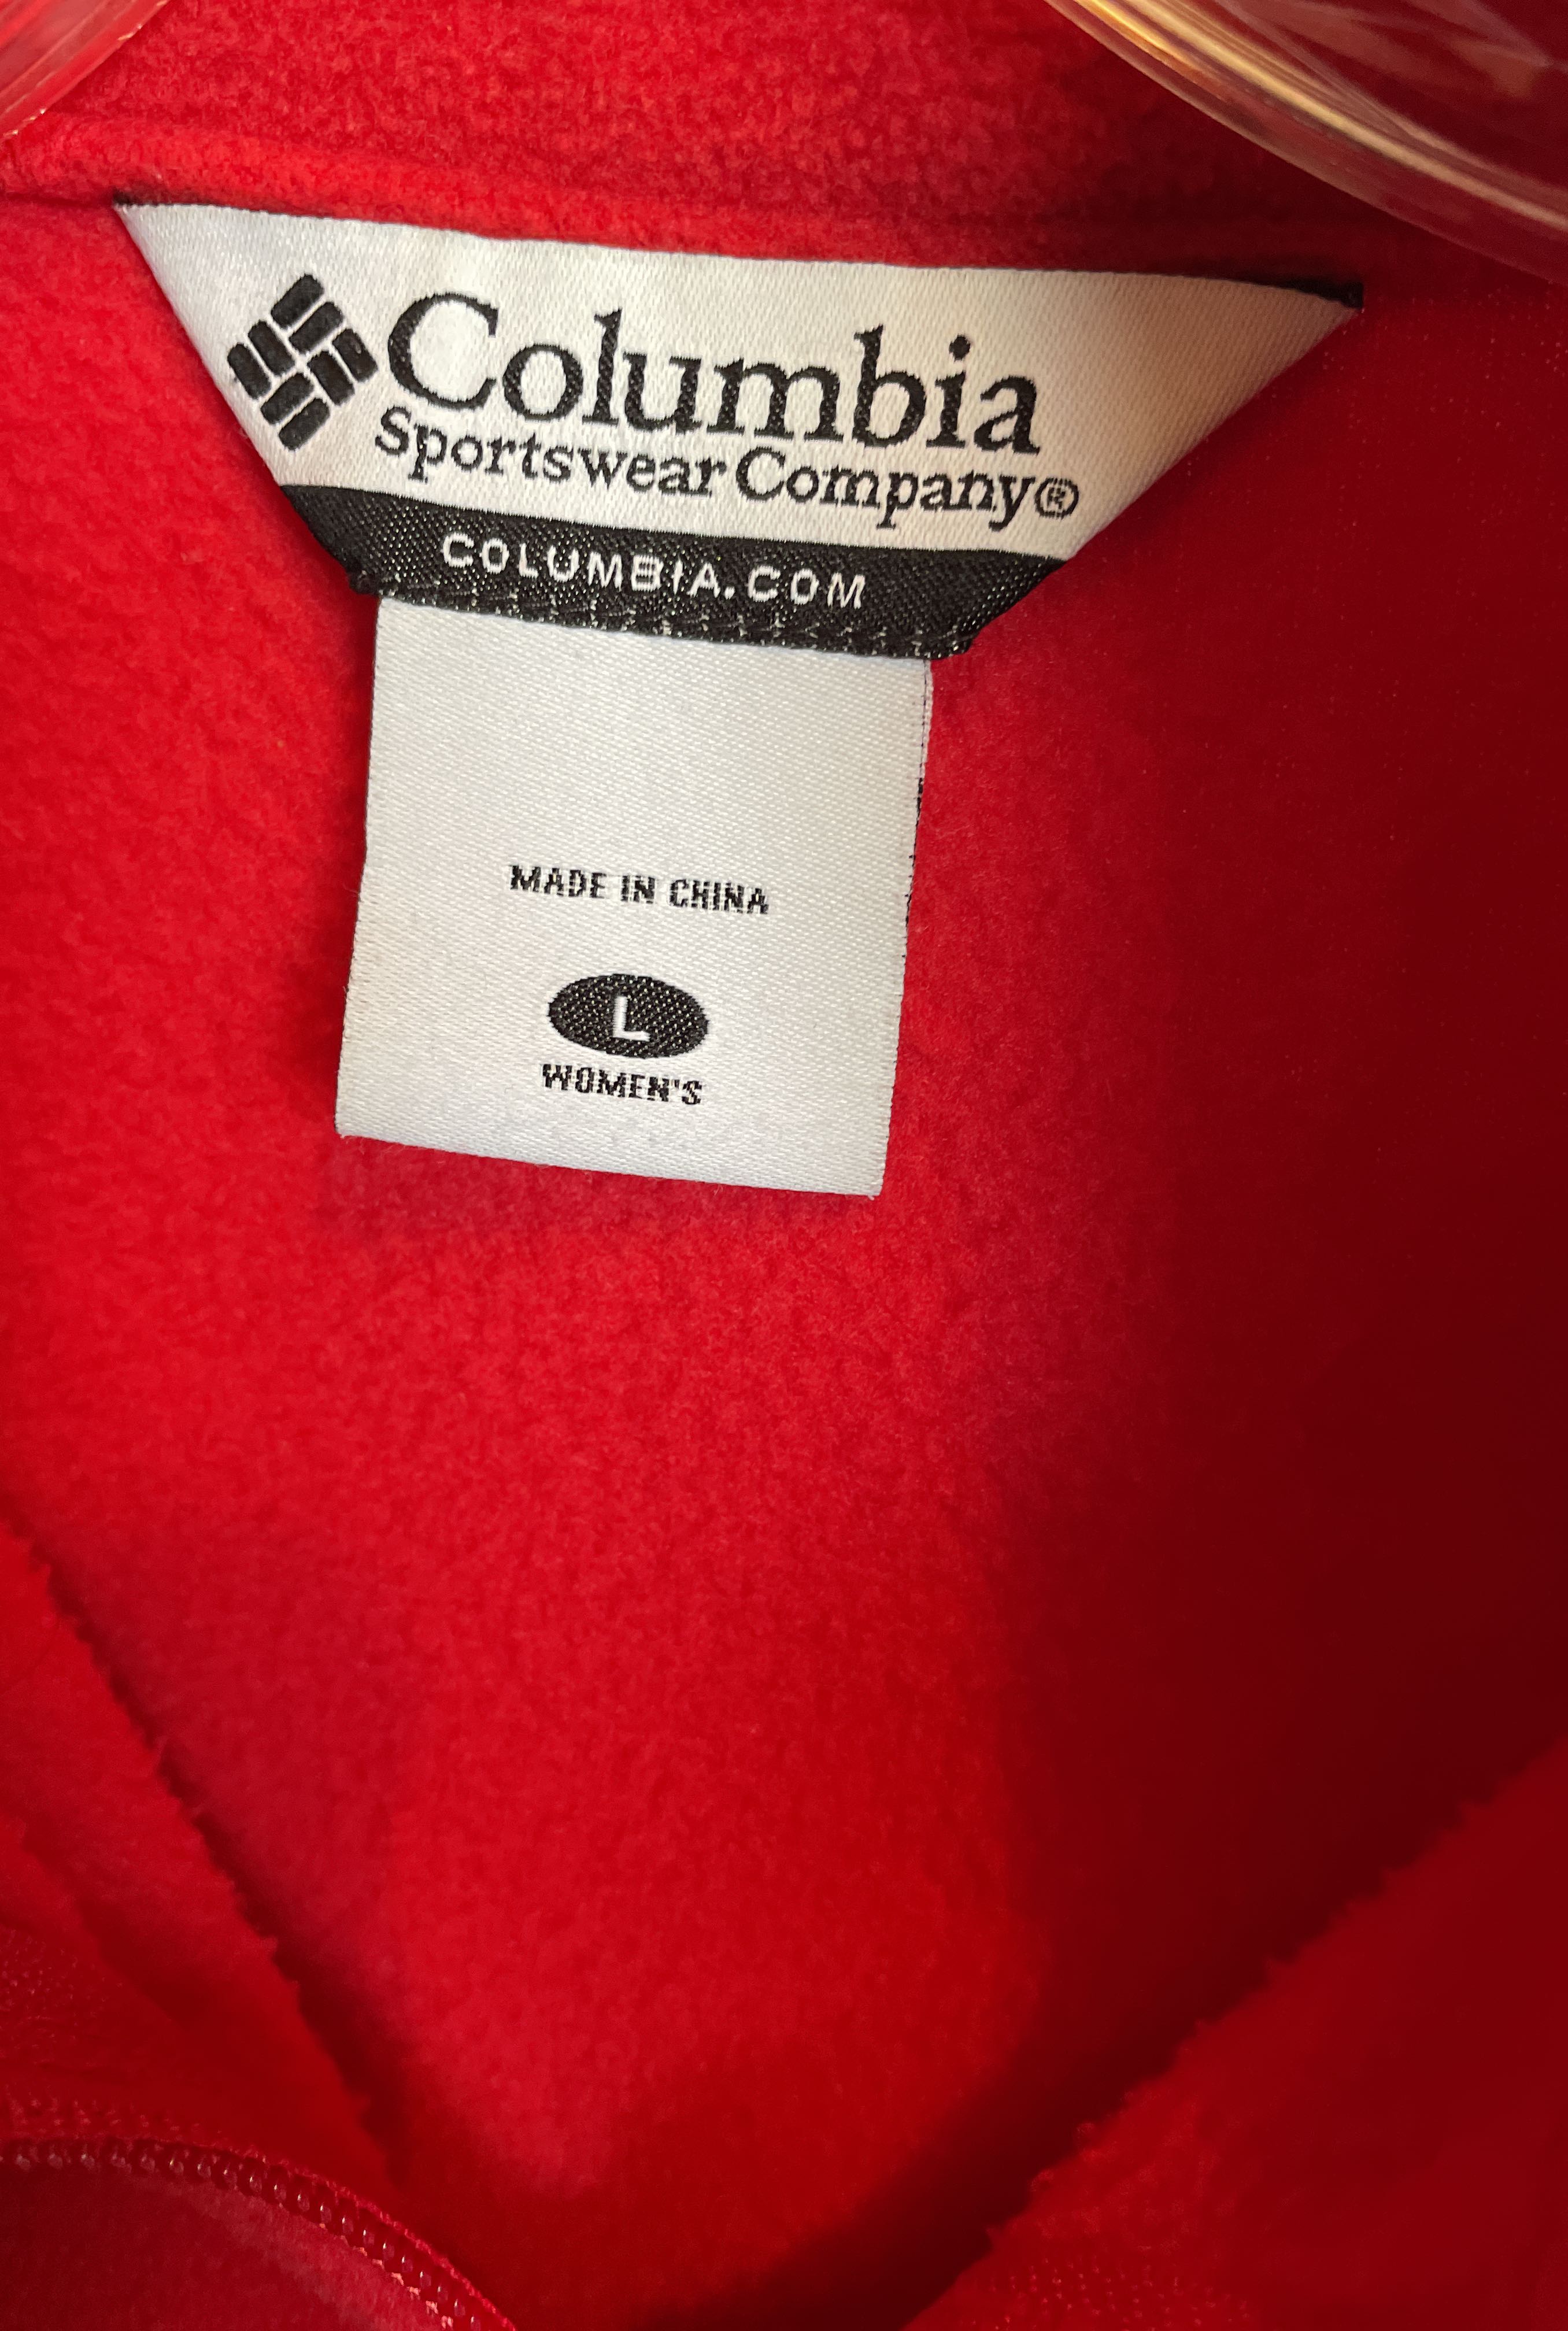 Columbia
Sportswear Company®
COLUMBIA.COM
MADE IN CHINA
L
WOMEN'S